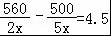 560/2x - 500/5x = 4.5